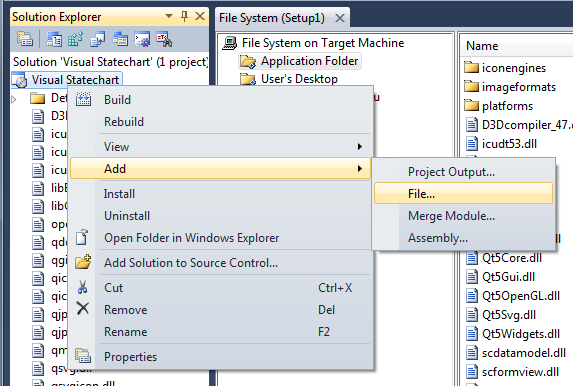 Solution Explorer
Solution 'Visual Statechart' (1 project)
Visual Statechart
Det
D3D
icu
icu
icu
libE
libG
ope
qdd
qgi
qic
qic
qjp
qjp
qm
qsvg.dll
qsvgicon.dll
Build
Rebuild
View
Add
Install
Uninstall
Open Folder in Windows Explorer
Add Solution to Source Control...
Cut Ctrl+X
Remove Del
Rename F2
Properties
Project Output...
File...
Merge Module...
Assembly...
File System (Setup1)
File System on Target Machine
Application Folder
User's Desktop
u
Name
iconengines
imageformats
platforms
D3Dcompiler_47.
icudt53.dll
Qt5Core.dll
Qt5Gui.dll
Qt5OpenGL.dll
Qt5Svg.dll
Qt5Widgets.dll
scdatamodel.dll
scformview.dll